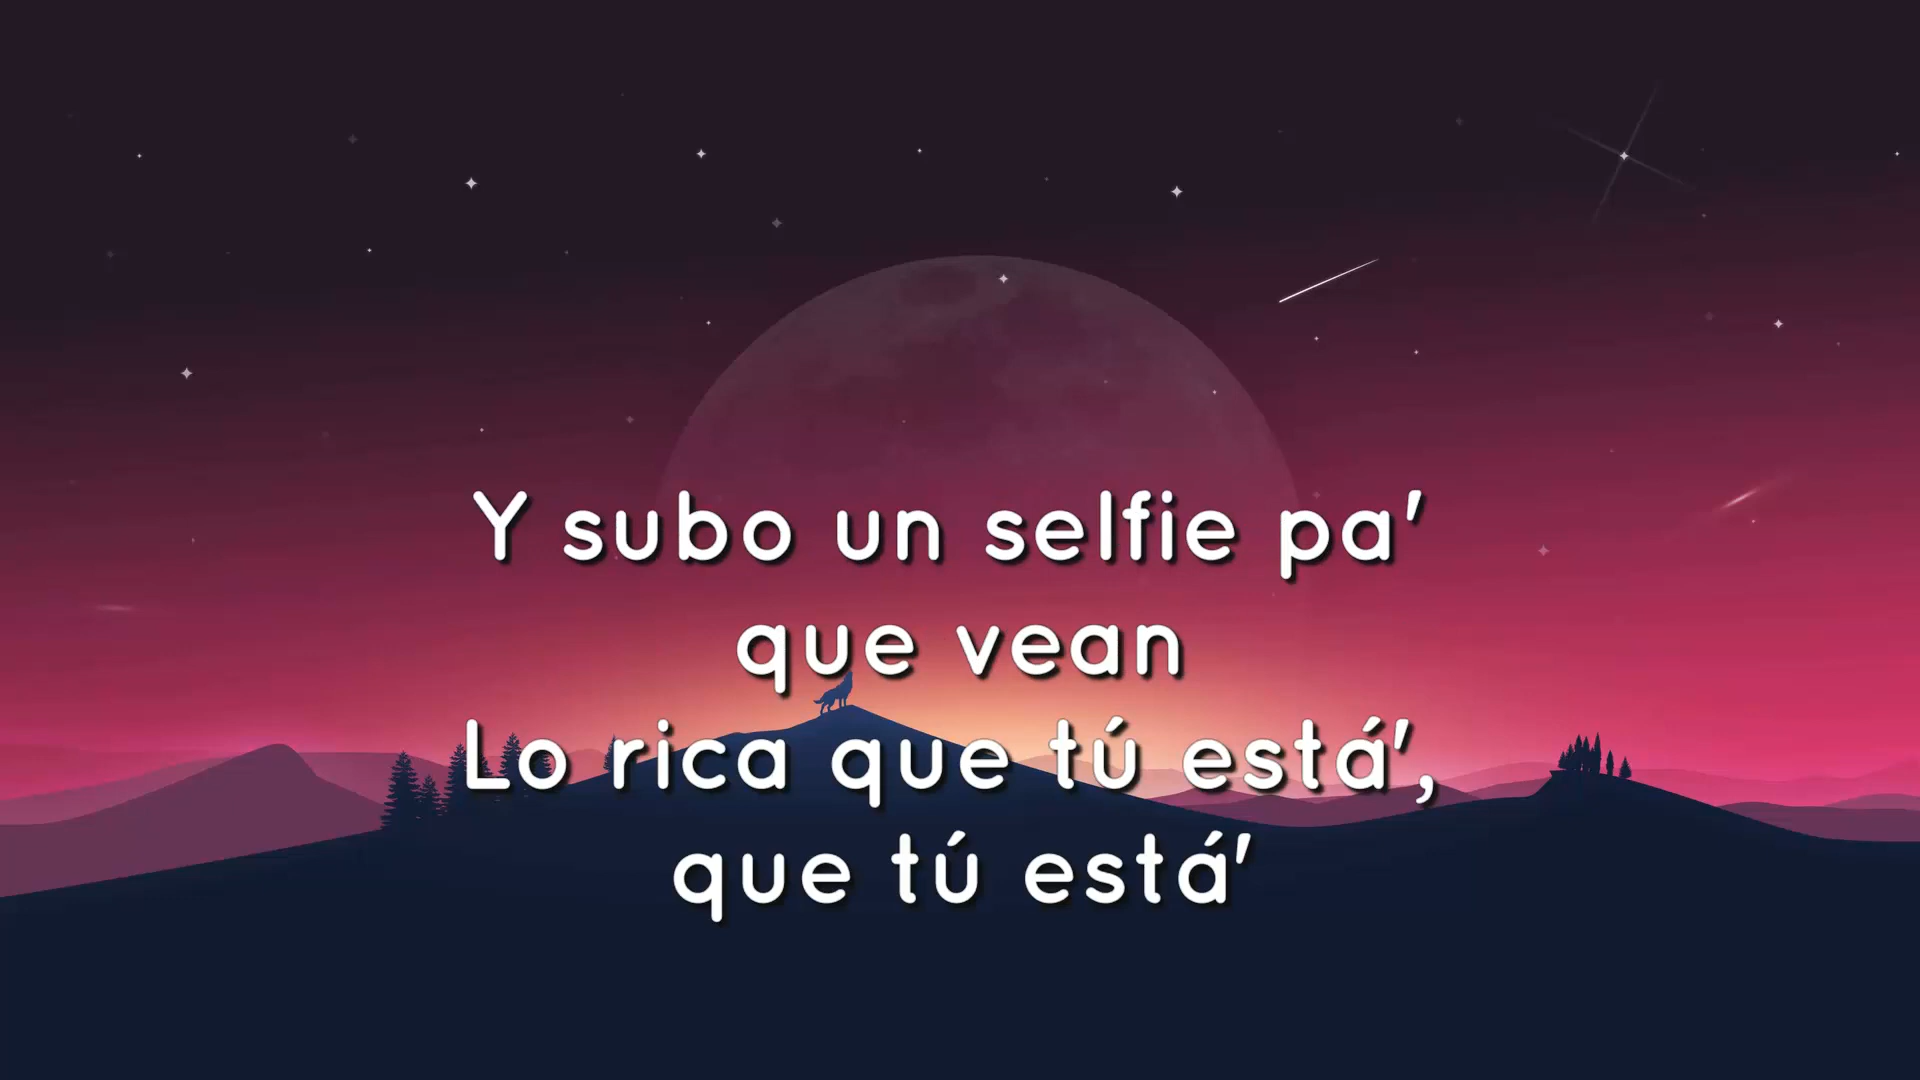 Y subo un selfie pa'
que vean
Lo rica que tú está',
que tú está'